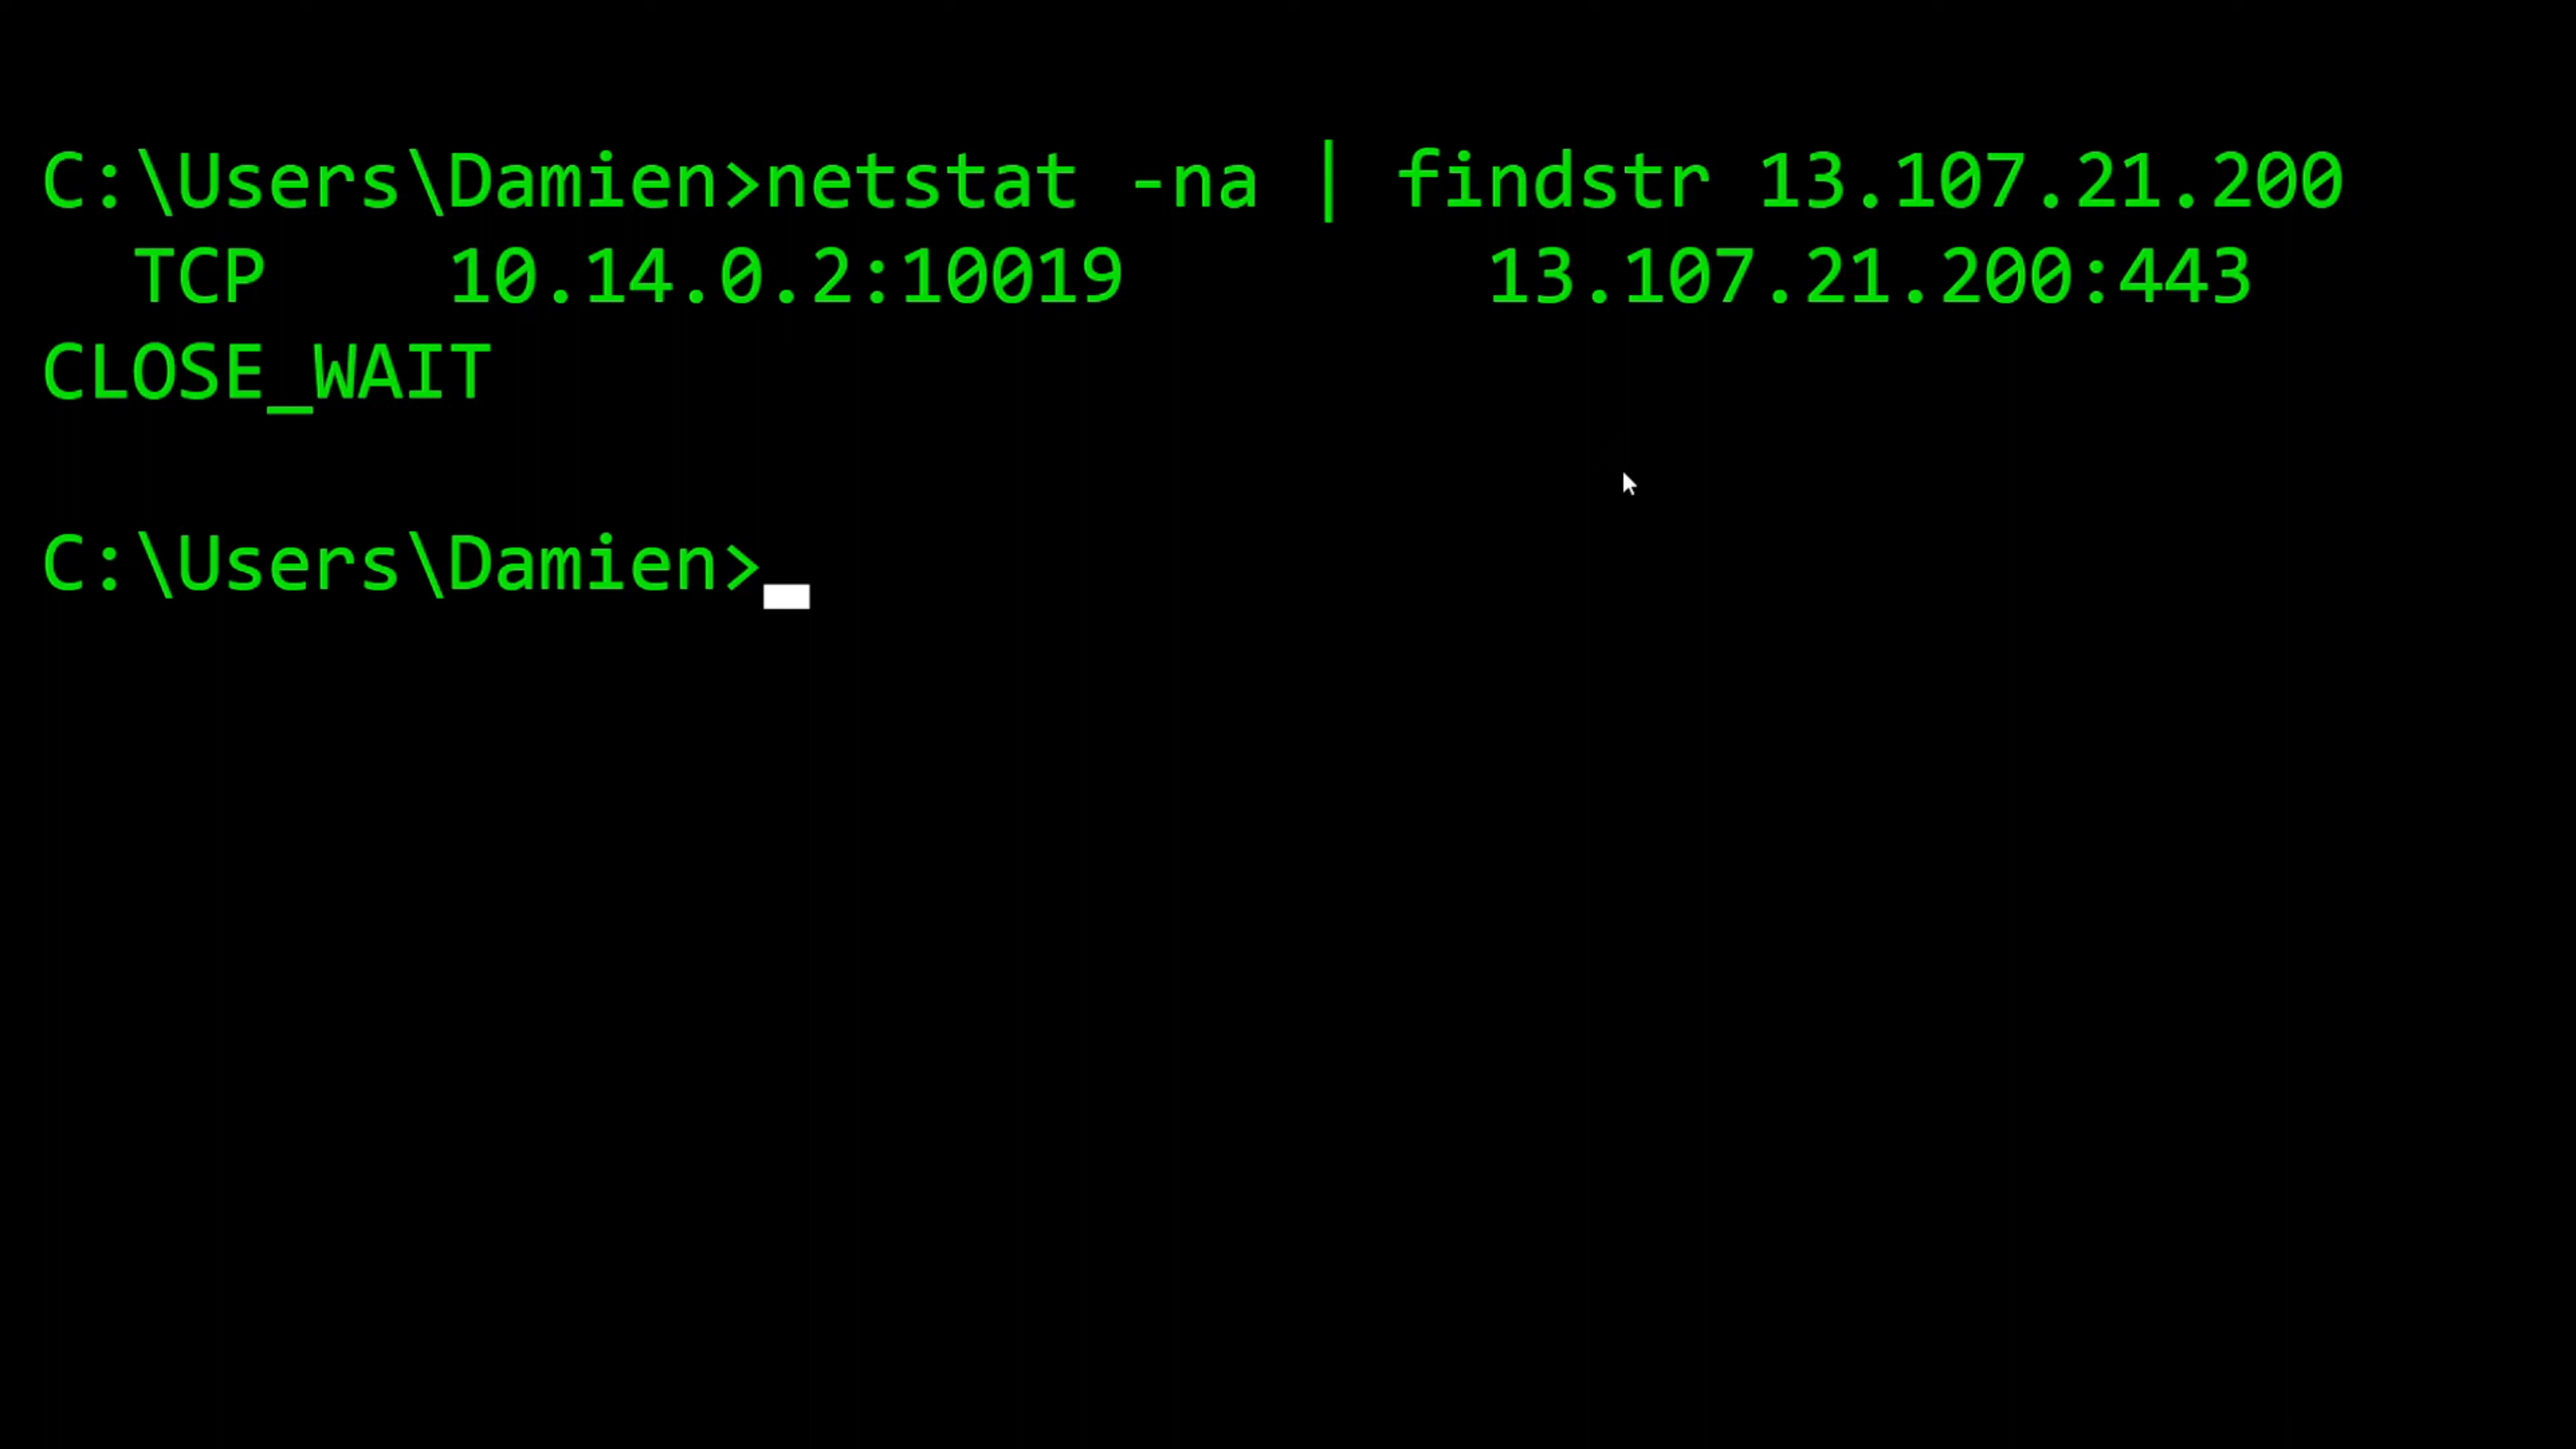 C:\Users\Damien>netstat -na | findstr 13.107.21.200
  TCP    10.14.0.2:10019        13.107.21.200:443
CLOSE_WAIT

C:\Users\Damien>